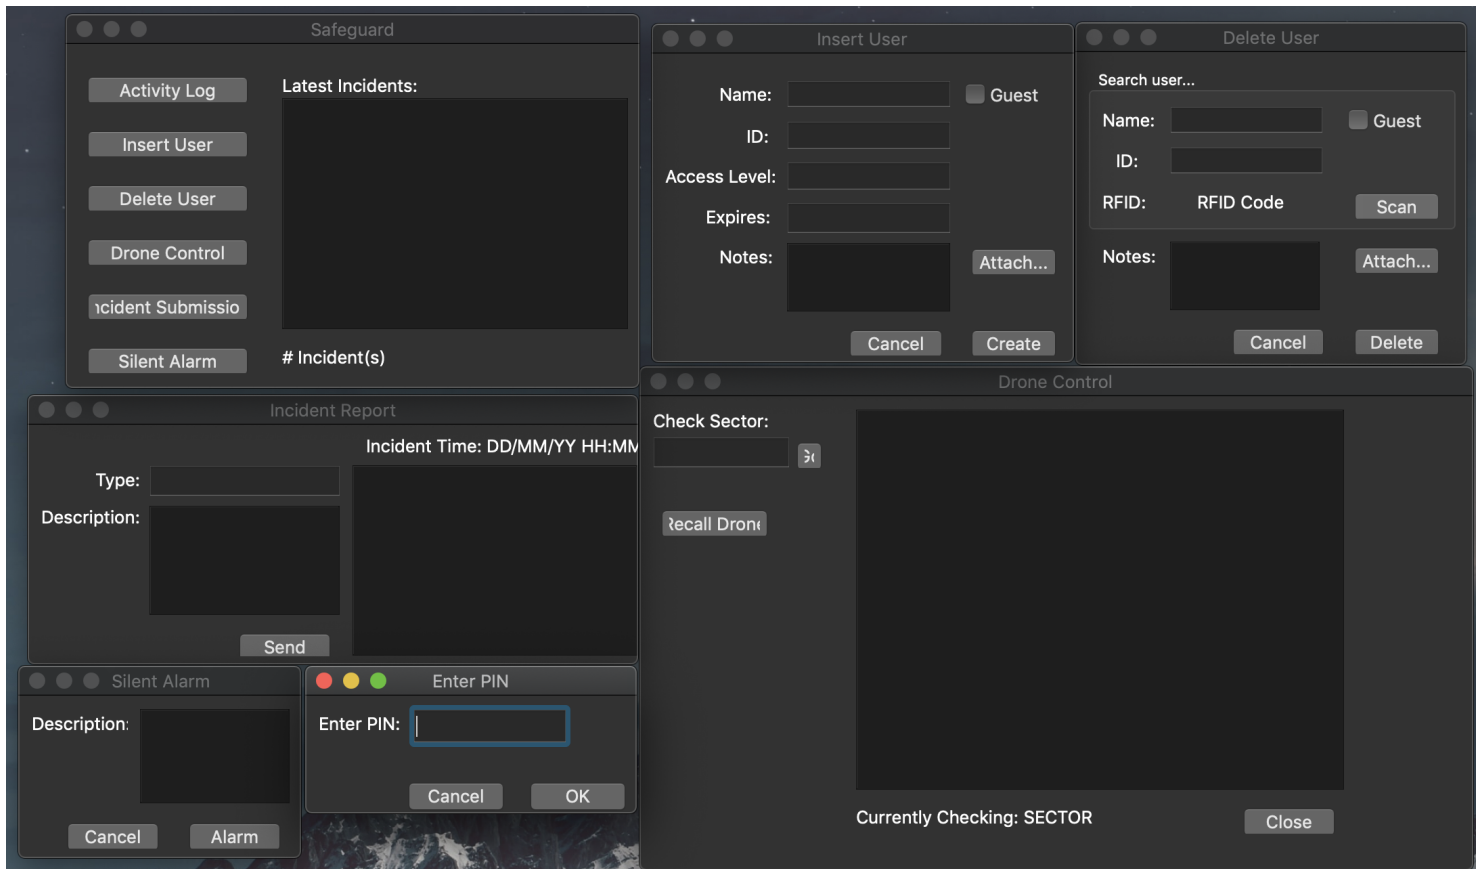 Safeguard
Activity Log
Latest Incidents:
Insert User
Delete User
Drone Control
ncident Submissio
Silent Alarm
# Incident(s)
Insert User
Name:
Guest
ID:
Access Level:
Expires:
Notes:
Attach...
Cancel
Create
Delete User
Search user...
Name:
Guest
ID:
RFID:
RFID Code
Scan
Notes:
Attach...
Cancel
Delete
Incident Report
Incident Time: DD/MM/YY HH:MM
Type:
Description:
Send
Drone Control
Check Sector:
Go
Recall Drone
Currently Checking: SECTOR
Close
Silent Alarm
Description:
Cancel
Alarm
Enter PIN
Enter PIN:
Cancel
OK